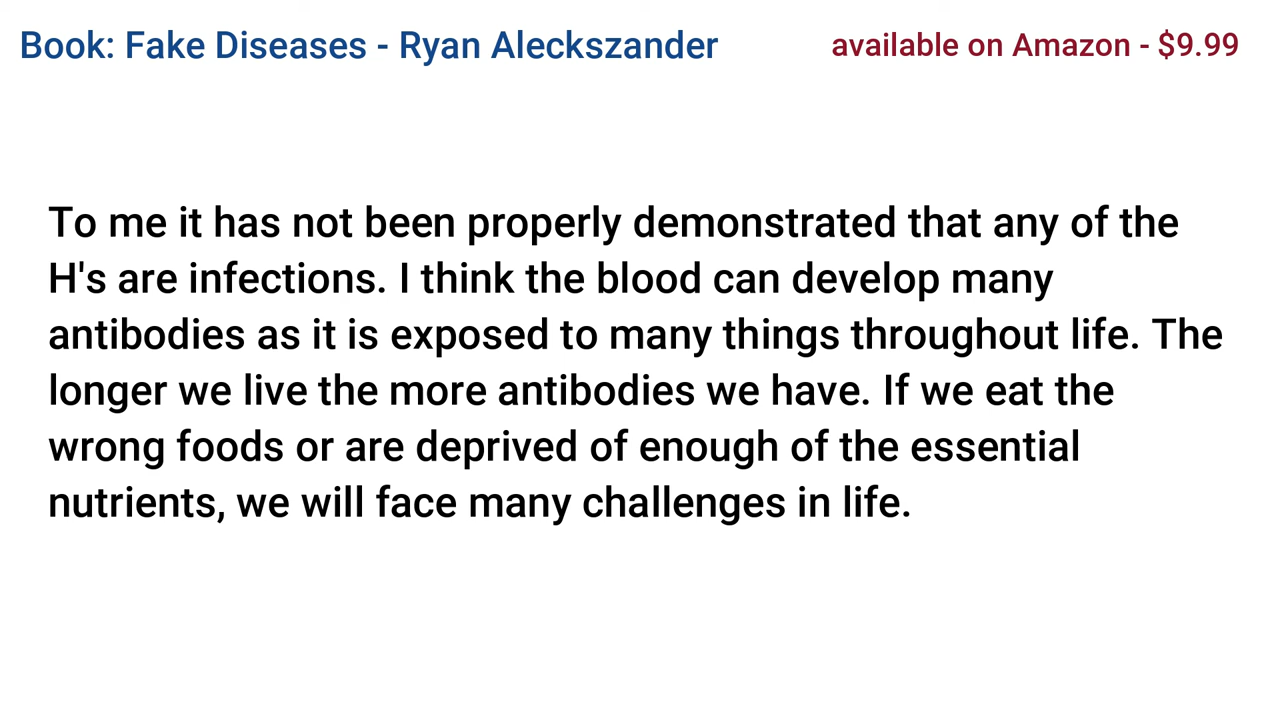 Book: Fake Diseases - Ryan Aleckszander
available on Amazon - $9.99
To me it has not been properly demonstrated that any of the
H's are infections. I think the blood can develop many
antibodies as it is exposed to many things throughout life. The
longer we live the more antibodies we have. If we eat the
wrong foods or are deprived of enough of the essential
nutrients, we will face many challenges in life.